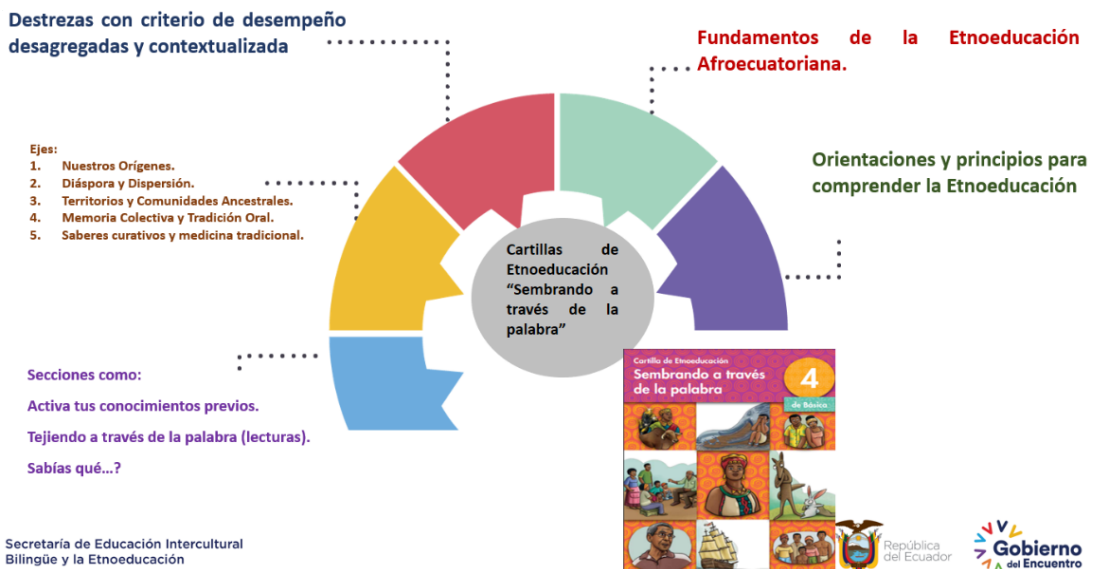 Destrezas con criterio de desempeño
desagregadas y contextualizada
Fundamentos de la Etnoeducación
Afroecuatoriana.
Ejes:
1. Nuestros Orígenes.
2. Diáspora y Dispersión.
3. Territorios y Comunidades Ancestrales.
4. Memoria Colectiva y Tradición Oral.
5. Saberes curativos y medicina tradicional.
Orientaciones y principios para
comprender la Etnoeducación
Cartillas de
Etnoeducación
“Sembrando a
través de la
palabra”
Secciones como:
Activa tus conocimientos previos.
Tejiendo a través de la palabra (lecturas).
Sabías qué...?
Cartilla de Etnoeducación
Sembrando a través
de la palabra
4
de Básica
Secretaría de Educación Intercultural
Bilingüe y la Etnoeducación
República
del Ecuador
Gobierno
del Encuentro